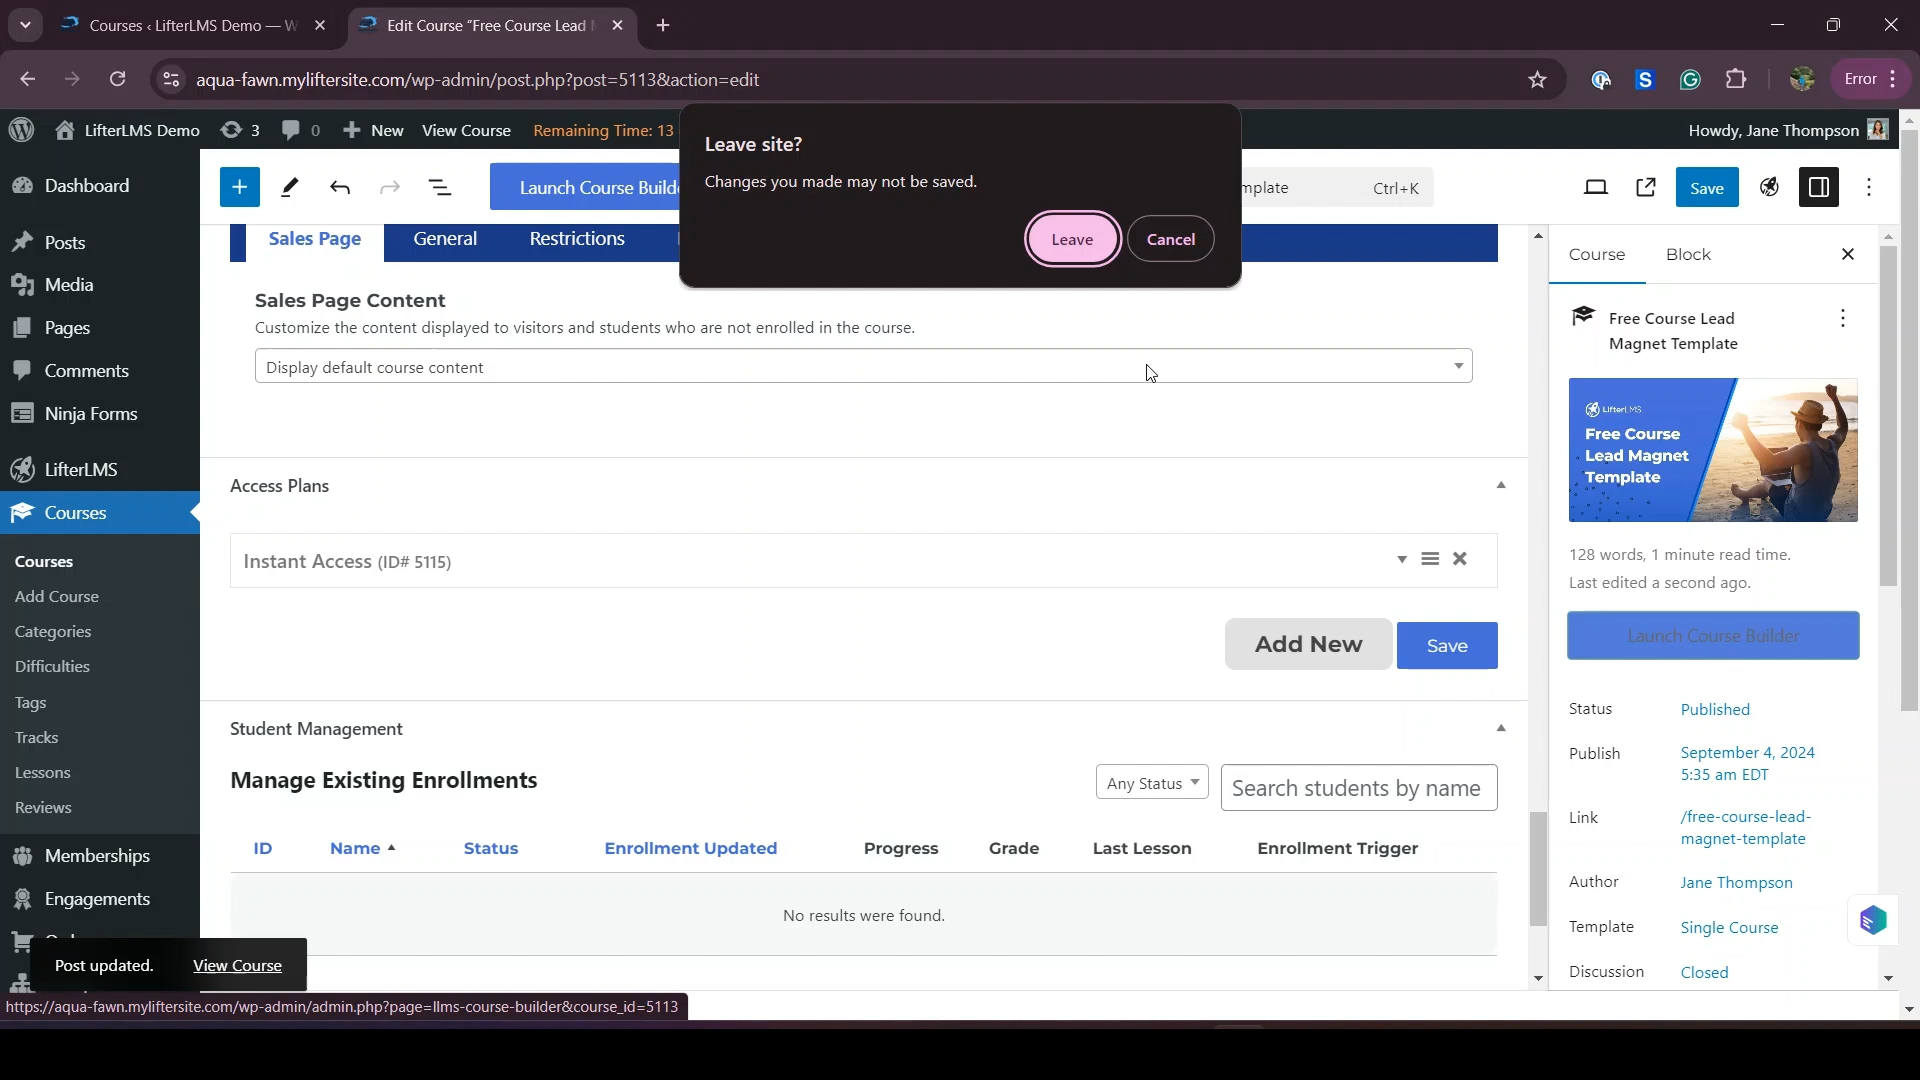 Courses ‹ LifterLMS Demo — W
Edit Course "Free Course Lead
aqua-fawn.myliftersite.com/wp-admin/post.php?post=5113&action=edit
Error
LifterLMS Demo
3
0
New
View Course
Remaining Time: 13
Howdy, Jane Thompson
Leave site?
Changes you made may not be saved.
Leave
Cancel
Launch Course Builde
mplate
Ctrl+K
Save
Dashboard
Posts
Media
Pages
Comments
Ninja Forms
LifterLMS
Courses
Courses
Add Course
Categories
Difficulties
Tags
Tracks
Lessons
Reviews
Memberships
Engagements
Sales Page
General
Restrictions
Sales Page Content
Customize the content displayed to visitors and students who are not enrolled in the course.
Display default course content
Access Plans
Instant Access (ID# 5115)
Add New
Save
Student Management
Manage Existing Enrollments
Any Status
Search students by name
ID
Name
Status
Enrollment Updated
Progress
Grade
Last Lesson
Enrollment Trigger
No results were found.
Course
Block
Free Course Lead
Magnet Template
LifterLMS
Free Course
Lead Magnet
Template
128 words, 1 minute read time.
Last edited a second ago.
Launch Course Builder
Status
Published
Publish
September 4, 2024
5:35 am EDT
Link
/free-course-lead-
magnet-template
Author
Jane Thompson
Template
Single Course
Discussion
Closed
Post updated.
View Course
https://aqua-fawn.myliftersite.com/wp-admin/admin.php?page=llms-course-builder&course_id=5113